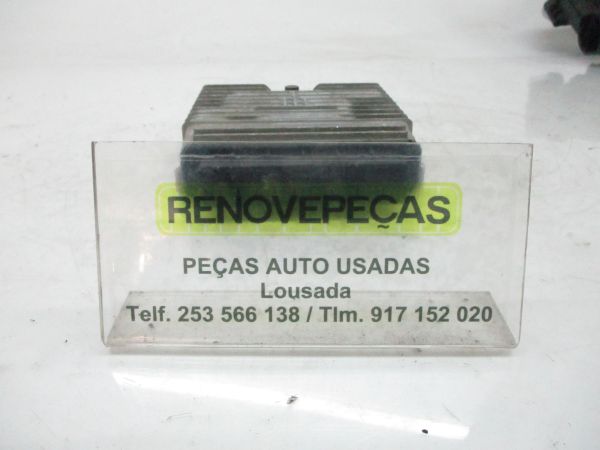 RENOVEPEÇAS
PEÇAS AUTO USADAS
Lousada
Telf. 253 566 138 / Tlm. 917 152 020